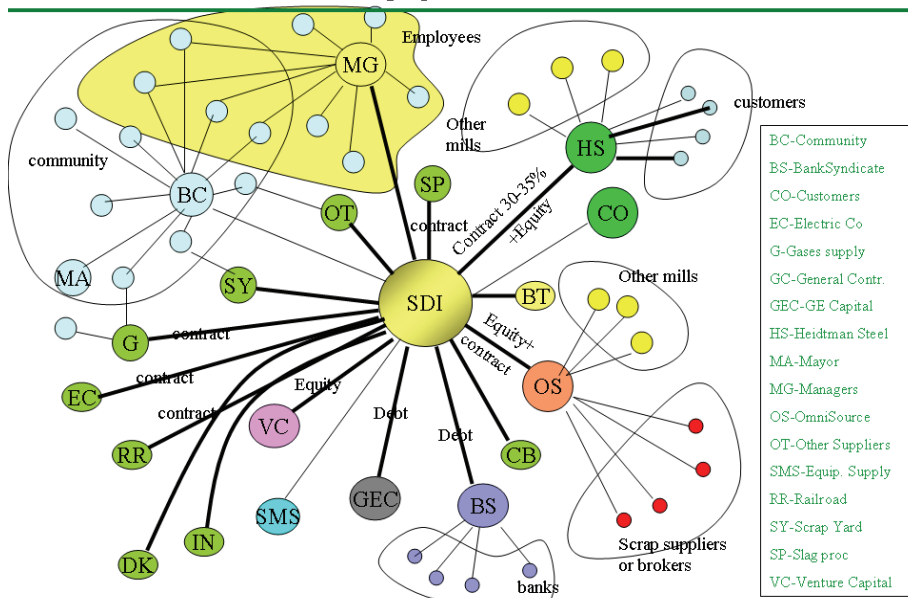 Employees
MG
Other
mills
customers
HS
community
BC
SP
OT
CO
contract
Contract 30-35%
+Equity
MA
SY
SDI
BT
Other mills
G
contract
Equity+
contract
OS
EC
contract
Equity
VC
contract
Debt
Debt
CB
RR
GEC
BS
SMS
IN
DK
banks
Scrap suppliers
or brokers
BC-Community
BS-BankSyndicate
CO-Customers
EC-Electric Co
G-Gases supply
GC-General Contr.
GEC-GE Capital
HS-Heidtman Steel
MA-Mayor
MG-Managers
OS-OmniSource
OT-Other Suppliers
SMS-Equip. Supply
RR-Railroad
SY-Scrap Yard
SP-Slag proc
VC-Venture Capital